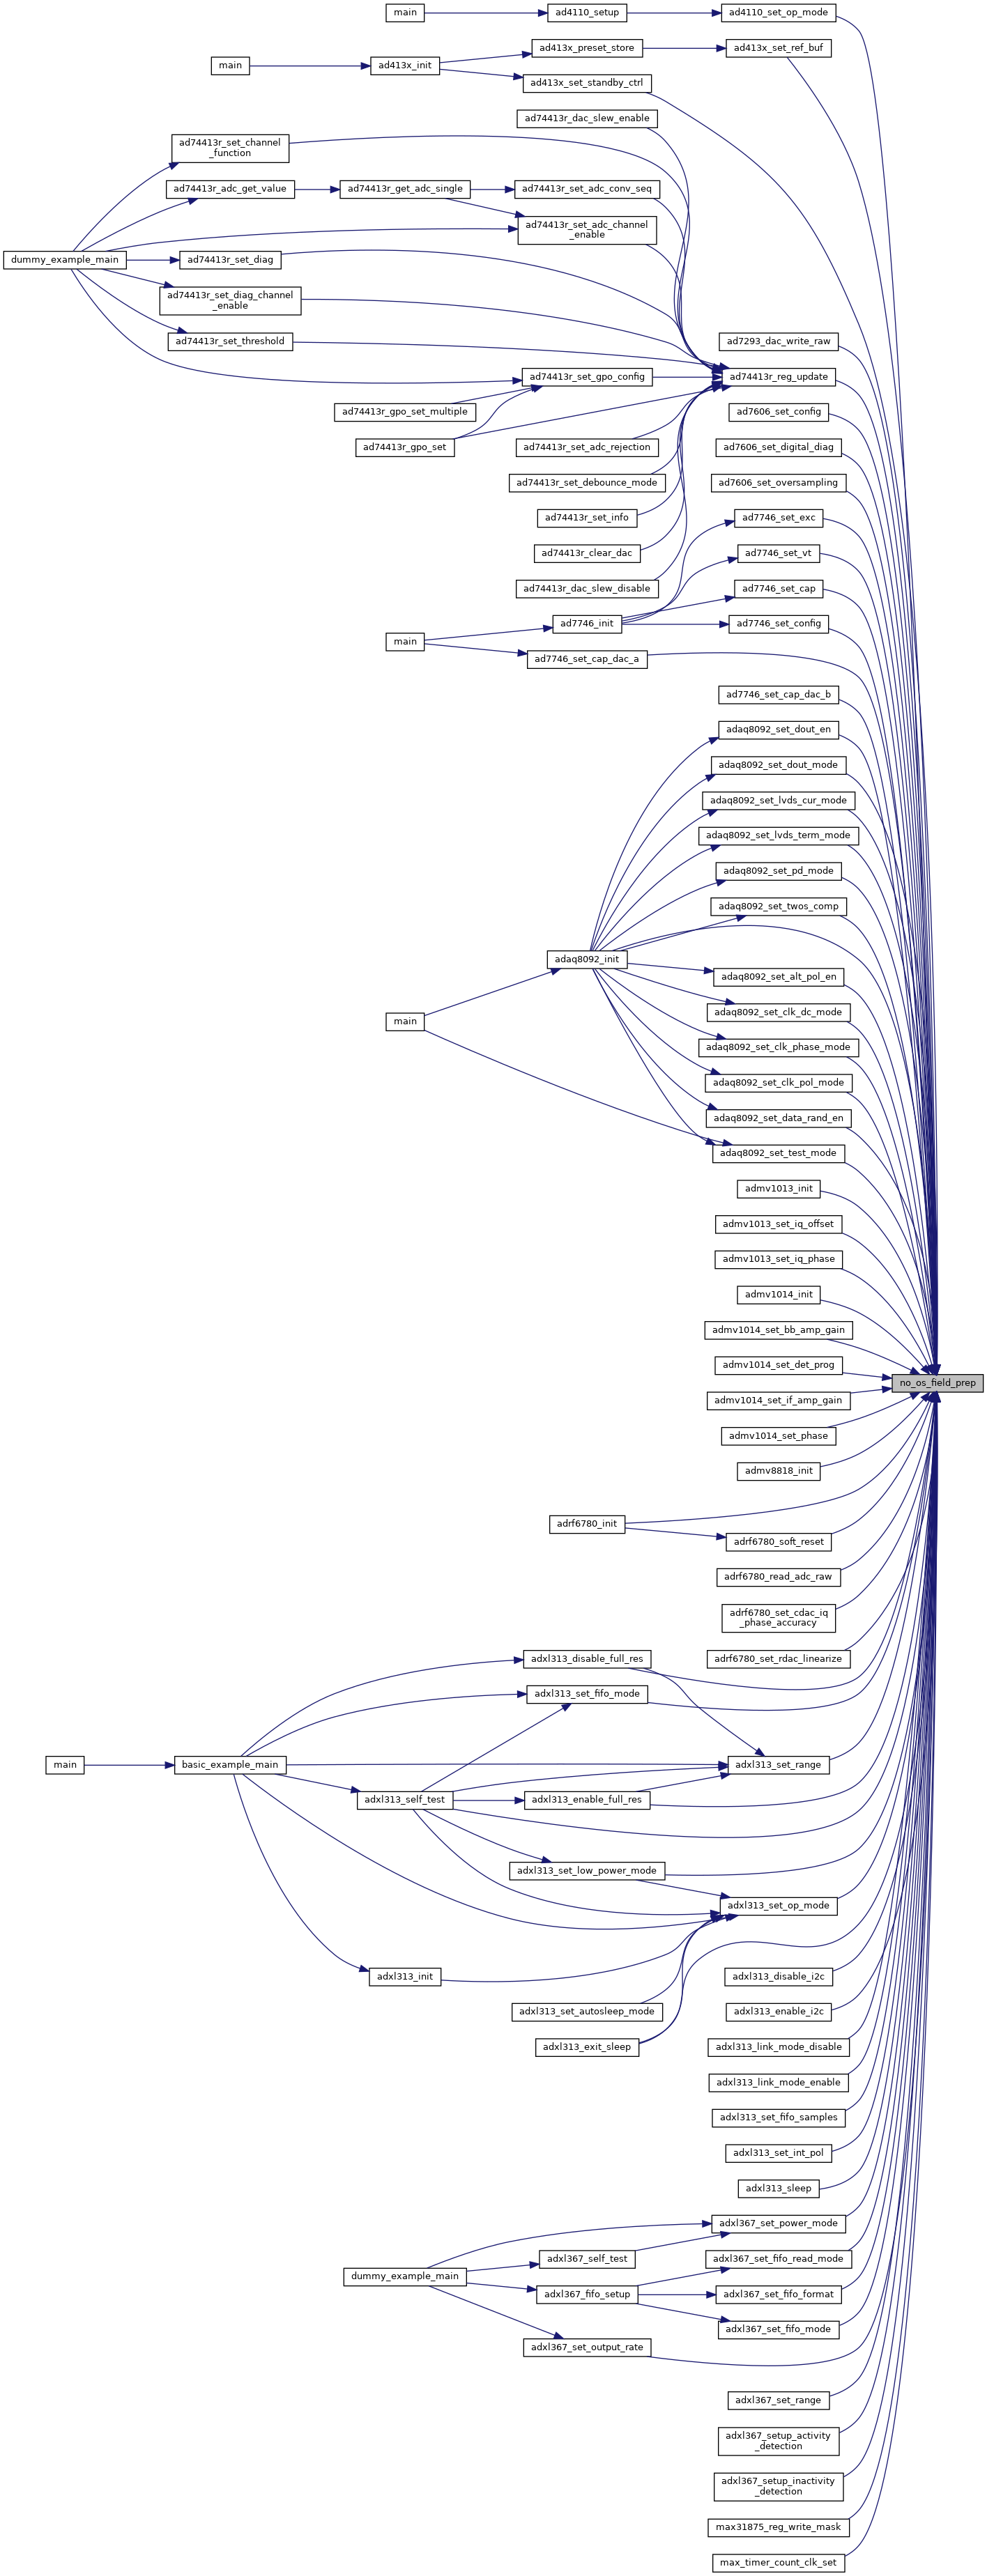 main
ad4110_setup
ad4110_set_op_mode
ad413x_preset_store
ad413x_set_ref_buf
main
ad413x_init
ad413x_set_standby_ctrl
ad74413r_dac_slew_enable
ad74413r_set_channel
_function
ad74413r_adc_get_value
ad74413r_get_adc_single
ad74413r_set_adc_conv_seq
ad74413r_set_adc_channel
_enable
dummy_example_main
ad74413r_set_diag
ad74413r_set_diag_channel
_enable
ad74413r_set_threshold
ad7293_dac_write_raw
ad74413r_set_gpo_config
ad74413r_reg_update
ad74413r_gpo_set_multiple
ad7606_set_config
ad74413r_gpo_set
ad74413r_set_adc_rejection
ad7606_set_digital_diag
ad74413r_set_debounce_mode
ad7606_set_oversampling
ad74413r_set_info
ad7746_set_exc
ad74413r_clear_dac
ad7746_set_vt
ad74413r_dac_slew_disable
ad7746_set_cap
ad7746_init
ad7746_set_config
main
ad7746_set_cap_dac_a
ad7746_set_cap_dac_b
adaq8092_set_dout_en
adaq8092_set_dout_mode
adaq8092_set_lvds_cur_mode
adaq8092_set_lvds_term_mode
adaq8092_set_pd_mode
adaq8092_set_twos_comp
adaq8092_init
adaq8092_set_alt_pol_en
adaq8092_set_clk_dc_mode
main
adaq8092_set_clk_phase_mode
adaq8092_set_clk_pol_mode
adaq8092_set_data_rand_en
adaq8092_set_test_mode
admv1013_init
admv1013_set_iq_offset
admv1013_set_iq_phase
admv1014_init
admv1014_set_bb_amp_gain
admv1014_set_det_prog
no_os_field_prep
admv1014_set_if_amp_gain
admv1014_set_phase
admv8818_init
adrf6780_init
adrf6780_soft_reset
adrf6780_read_adc_raw
adrf6780_set_cdac_iq
_phase_accuracy
adrf6780_set_rdac_linearize
adxl313_disable_full_res
adxl313_set_fifo_mode
main
basic_example_main
adxl313_set_range
adxl313_self_test
adxl313_enable_full_res
adxl313_set_low_power_mode
adxl313_set_op_mode
adxl313_init
adxl313_disable_i2c
adxl313_set_autosleep_mode
adxl313_enable_i2c
adxl313_exit_sleep
adxl313_link_mode_disable
adxl313_link_mode_enable
adxl313_set_fifo_samples
adxl313_set_int_pol
adxl313_sleep
adxl367_set_power_mode
adxl367_self_test
adxl367_set_fifo_read_mode
dummy_example_main
adxl367_fifo_setup
adxl367_set_fifo_format
adxl367_set_fifo_mode
adxl367_set_output_rate
adxl367_set_range
adxl367_setup_activity
_detection
adxl367_setup_inactivity
_detection
max31875_reg_write_mask
max_timer_count_clk_set